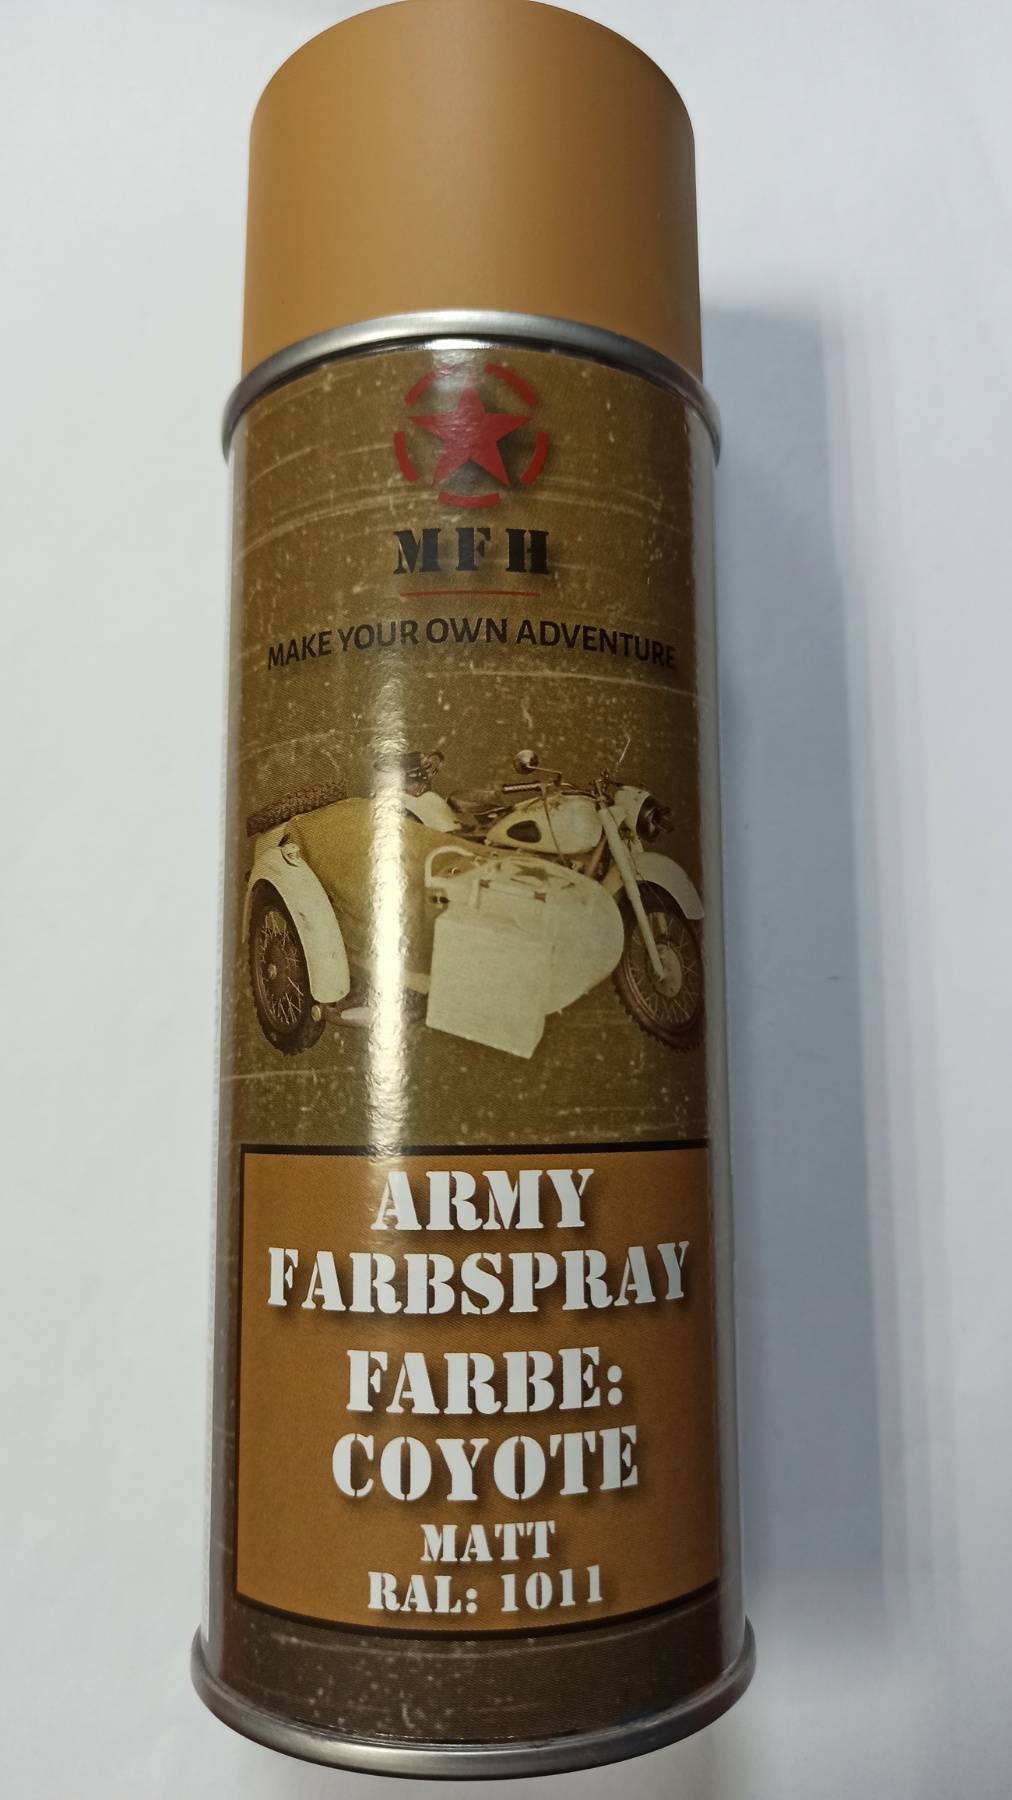 MFH
MAKE YOUR OWN ADVENTURE
ARMY
FARBSPRAY
FARBE:
COYOTE
MATT
RAL: 1011